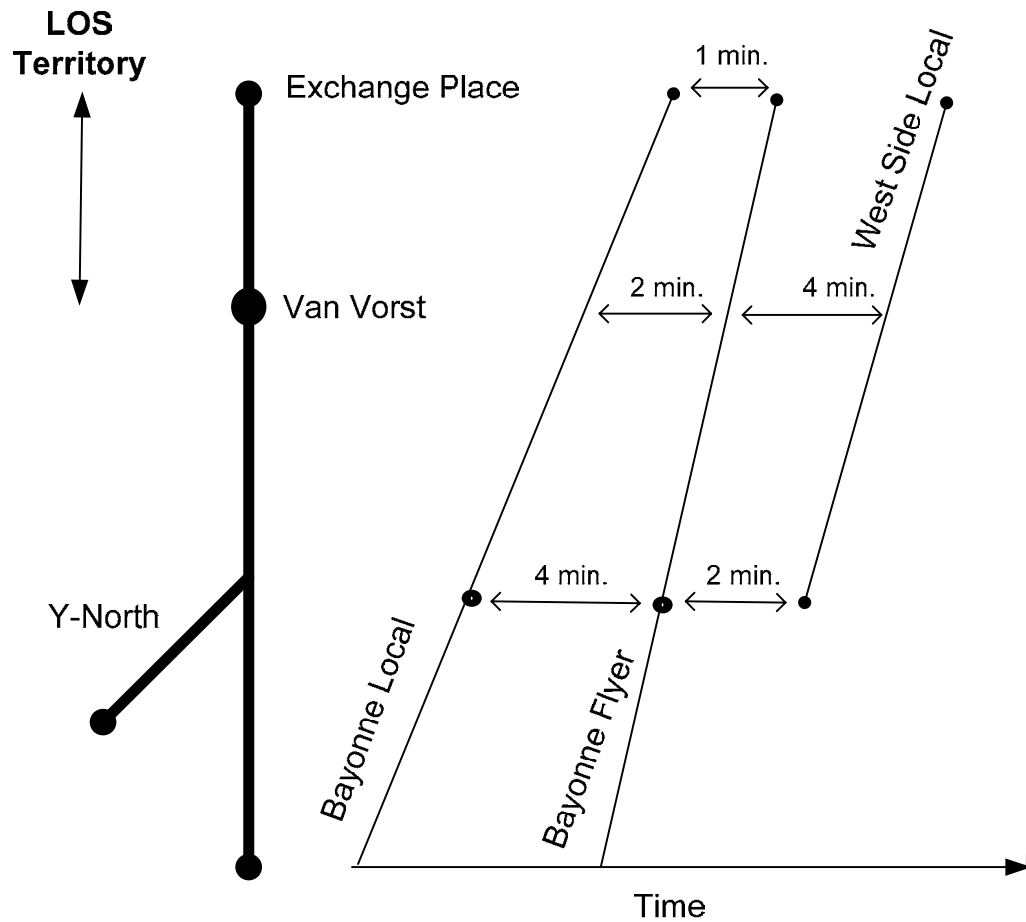 LOS
Territory
Exchange Place
1 min.
West Side Local
Van Vorst
2 min.
4 min.
Y-North
4 min.
2 min.
Bayonne Local
Bayonne Flyer
Time